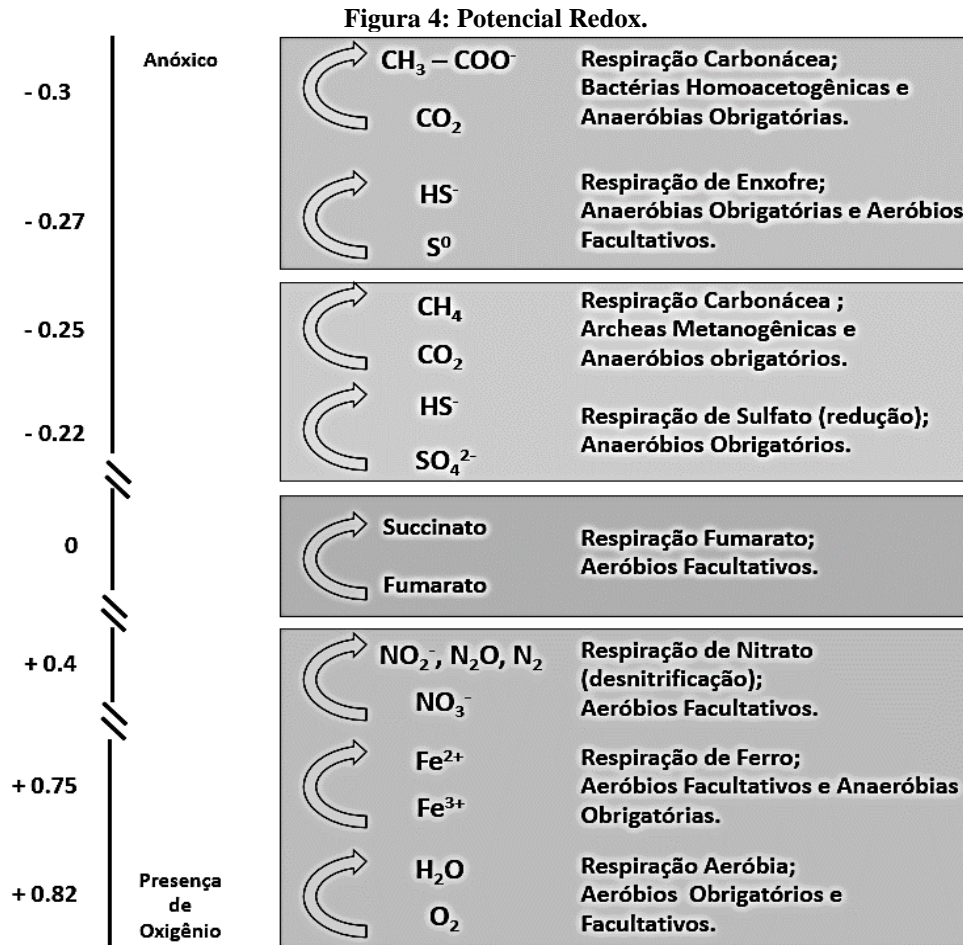 Figura 4: Potencial Redox.
Anóxico
- 0.3
CH₃ – COO⁻
CO₂
Respiração Carbonácea;
Bactérias Homoacetogênicas e
Anaeróbias Obrigatórias.
- 0.27
HS⁻
S⁰
Respiração de Enxofre;
Anaeróbias Obrigatórias e Aeróbios
Facultativos.
- 0.25
CH₄
CO₂
Respiração Carbonácea ;
Archeas Metanogênicas e
Anaeróbios obrigatórios.
- 0.22
HS⁻
SO₄²⁻
Respiração de Sulfato (redução);
Anaeróbios Obrigatórios.
0
Succinato
Fumarato
Respiração Fumarato;
Aeróbios Facultativos.
+ 0.4
NO₂⁻, N₂O, N₂
NO₃⁻
Respiração de Nitrato
(desnitrificação);
Aeróbios Facultativos.
+ 0.75
Fe²⁺
Fe³⁺
Respiração de Ferro;
Aeróbios Facultativos e Anaeróbias
Obrigatórias.
+ 0.82
Presença
de
Oxigênio
H₂O
O₂
Respiração Aeróbia;
Aeróbios Obrigatórios e
Facultativos.